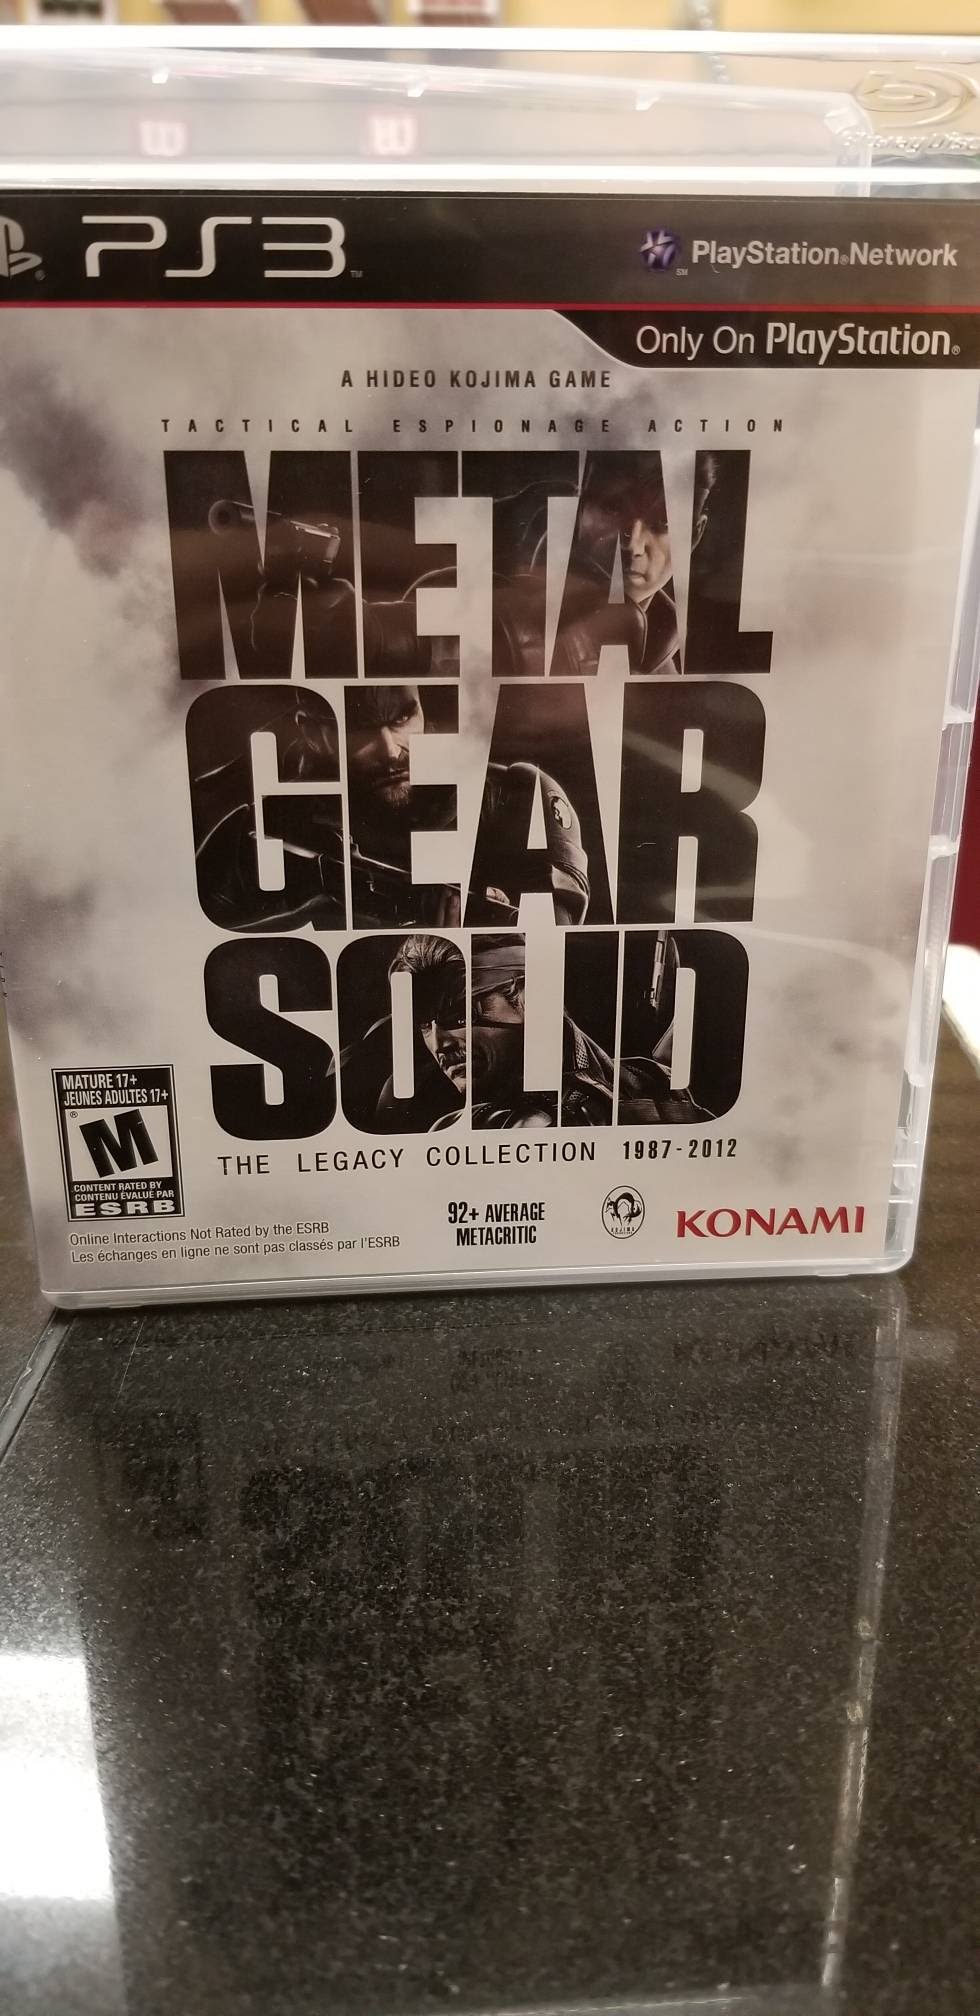 PS3™
PlayStation®Network
SM
Only On PlayStation®
A HIDEO KOJIMA GAME
TACTICAL ESPIONAGE ACTION
METAL
GEAR
SOLID
THE LEGACY COLLECTION 1987-2012
MATURE 17+
JEUNES ADULTES 17+
M
CONTENT RATED BY
CONTENU ÉVALUÉ PAR
ESRB
Online Interactions Not Rated by the ESRB
Les échanges en ligne ne sont pas classés par l'ESRB
92+ AVERAGE
METACRITIC
KONAMI